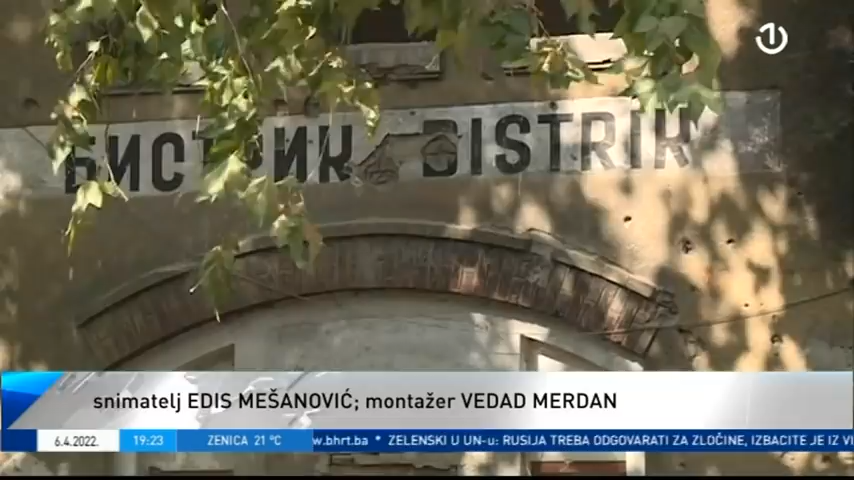 БИСТРИК BISTRIK
snimatelj EDIS MEŠANOVIĆ; montažer VEDAD MERDAN
6.4.2022. 19:23 ZENICA 21 °C w.bhrt.ba * ZELENSKI U UN-u: RUSIJA TREBA ODGOVARATI ZA ZLOČINE, IZBACITE JE IZ VI